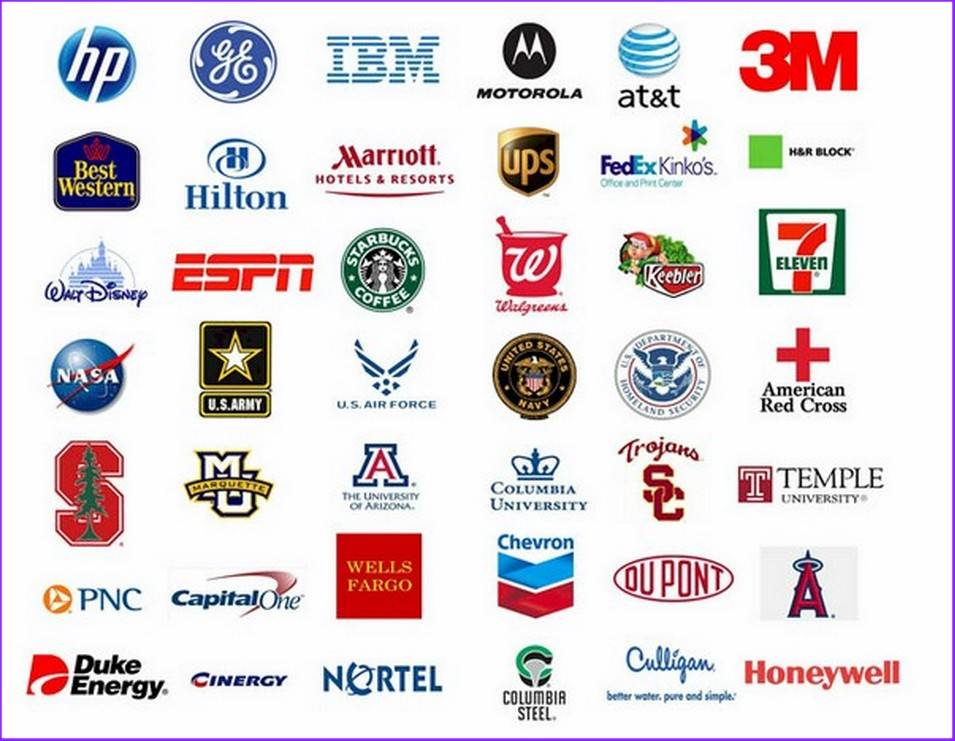 hp
GE
IBM
MOTOROLA
at&t
3M
Best
Western
Hilton
Marriott
HOTELS & RESORTS
ups
FedEx Kinko's
Office and Print Center
H&R BLOCK
WALT DISNEY
ESPN
STARBUCKS
COFFEE
W
Walgreens
Keebler
7
ELEVEN
NASA
U.S.ARMY
U.S. AIR FORCE
UNITED STATES
NAVY
U.S. DEPARTMENT OF
HOMELAND SECURITY
American
Red Cross
S
MU
MARQUETTE
A
THE UNIVERSITY
OF ARIZONA.
COLUMBIA
UNIVERSITY
Trojans
SC
T TEMPLE
UNIVERSITY®
PNC
Capital One
WELLS
FARGO
Chevron
DU PONT
A
Duke
Energy®
CINERGY
NORTEL
COLUMBIA
STEEL
Culligan
better water. pure and simple.
Honeywell